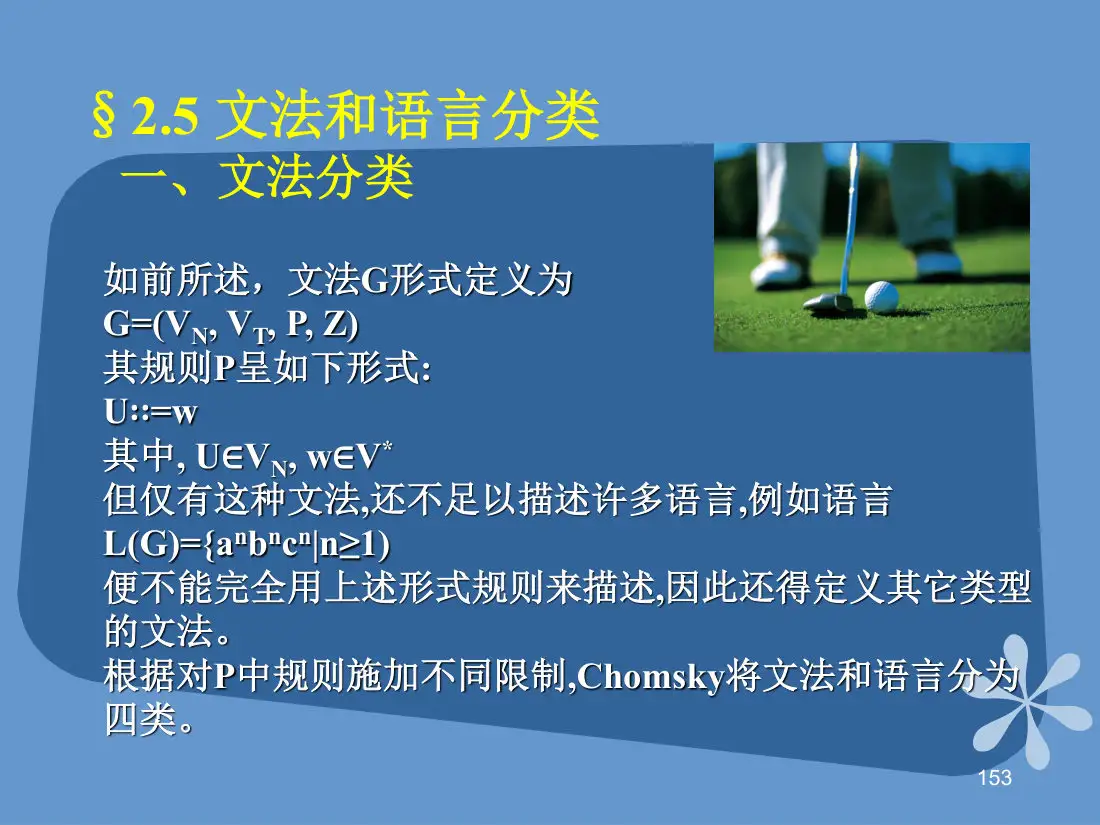 §2.5 文法和语言分类
一、文法分类
如前所述，文法G形式定义为
G=(VN, VT, P, Z)
其规则P呈如下形式:
U::=w
其中, U∈VN, w∈V*
但仅有这种文法,还不足以描述许多语言,例如语言
L(G)={aⁿbⁿcⁿ|n≥1)
便不能完全用上述形式规则来描述,因此还得定义其它类型
的文法。
根据对P中规则施加不同限制,Chomsky将文法和语言分为
四类。
153